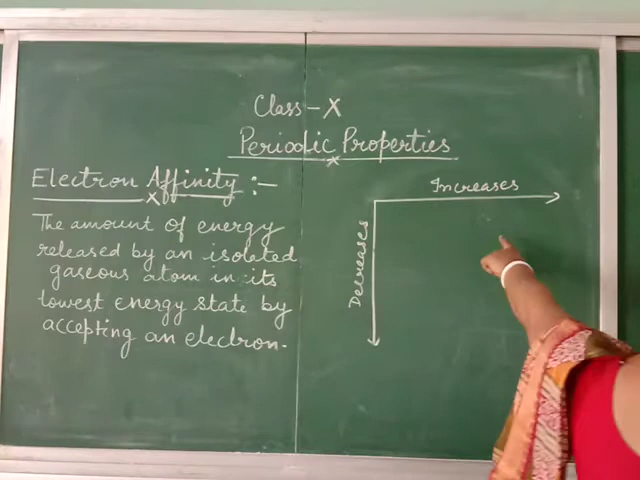 Class-X
Periodic Properties
Electron Affinity :-
The amount of energy
released by an isolated
gaseous atom in its
lowest energy state by
accepting an electron.
Increases
Decreases